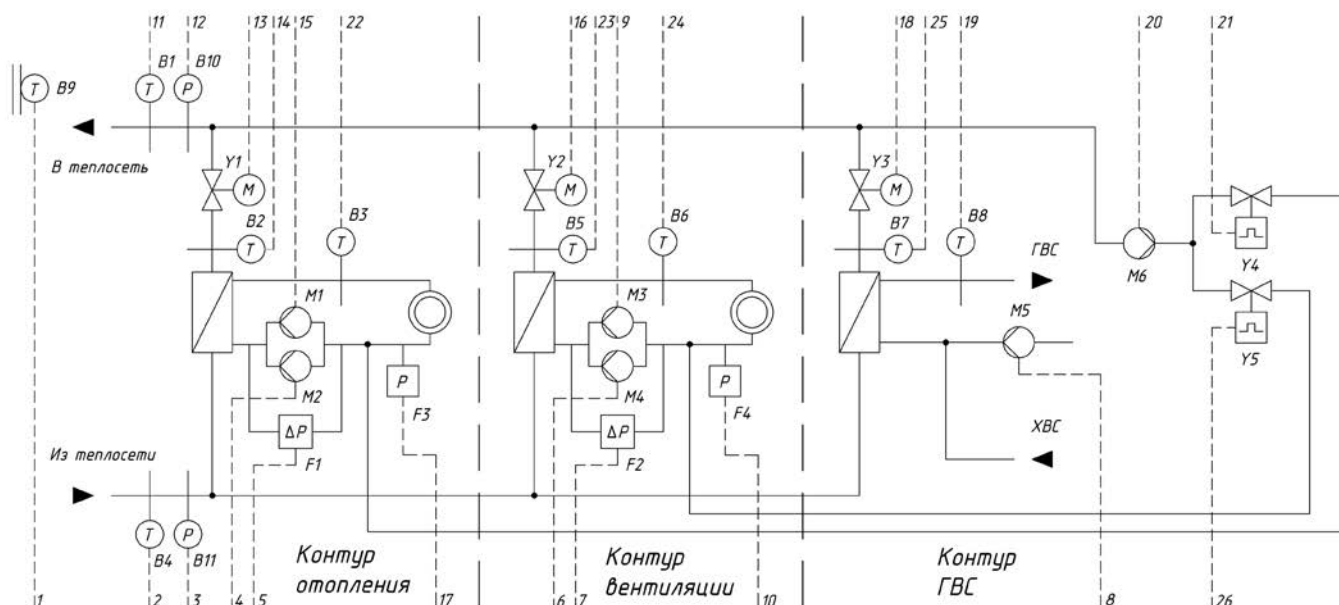 11 12 13 14 15 22 16 23 9 24 18 25 19 20 21
B1 B10
T B9 T P
В теплосеть
Y1 Y2 Y3
M M M
B2 B3 B5 B6 B7 B8
T T T T T T
ГВС
M6 Y4
M1 M3 M5
Y5
P P
M2 F3 M4 F4
ΔP ΔP
ХВС
Из теплосети
F1 F2
T P
B4 B11
Контур
отопления
Контур
вентиляции
Контур
ГВС
1 2 3 4 5 17 6 7 10 8 26